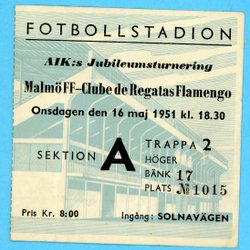 FOTBOLLSTADION
AIK:s Jubileumsturnering
Malmö FF–Clube de Regatas Flamengo
Onsdagen den 16 maj 1951 kl. 18.30
SEKTION A
TRAPPA 2
HÖGER
BÄNK 17
PLATS № 1015
Pris Kr. 8:00
Ingång: SOLNAVÄGEN